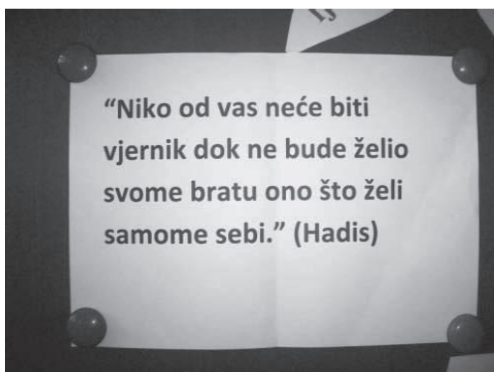 “Niko od vas neće biti
vjernik dok ne bude želio
svome bratu ono što želi
samome sebi.” (Hadis)